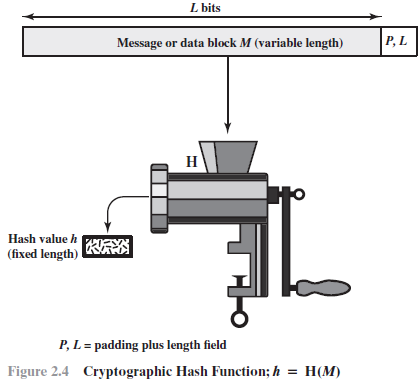 L bits
Message or data block M (variable length)
P, L
H
Hash value h
(fixed length)
P, L = padding plus length field
Figure 2.4 Cryptographic Hash Function; h = H(M)